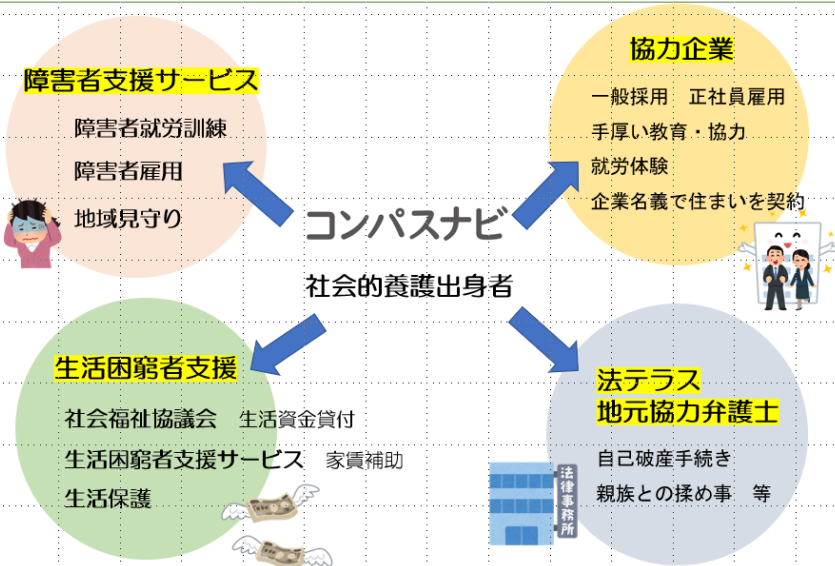 障害者支援サービス
障害者就労訓練
障害者雇用
地域見守り
協力企業
一般採用　正社員雇用
手厚い教育・協力
就労体験
企業名義で住まいを契約
コンパスナビ
社会的養護出身者
生活困窮者支援
社会福祉協議会　生活資金貸付
生活困窮者支援サービス　家賃補助
生活保護
法テラス
地元協力弁護士
自己破産手続き
親族との揉め事　等
法律事務所